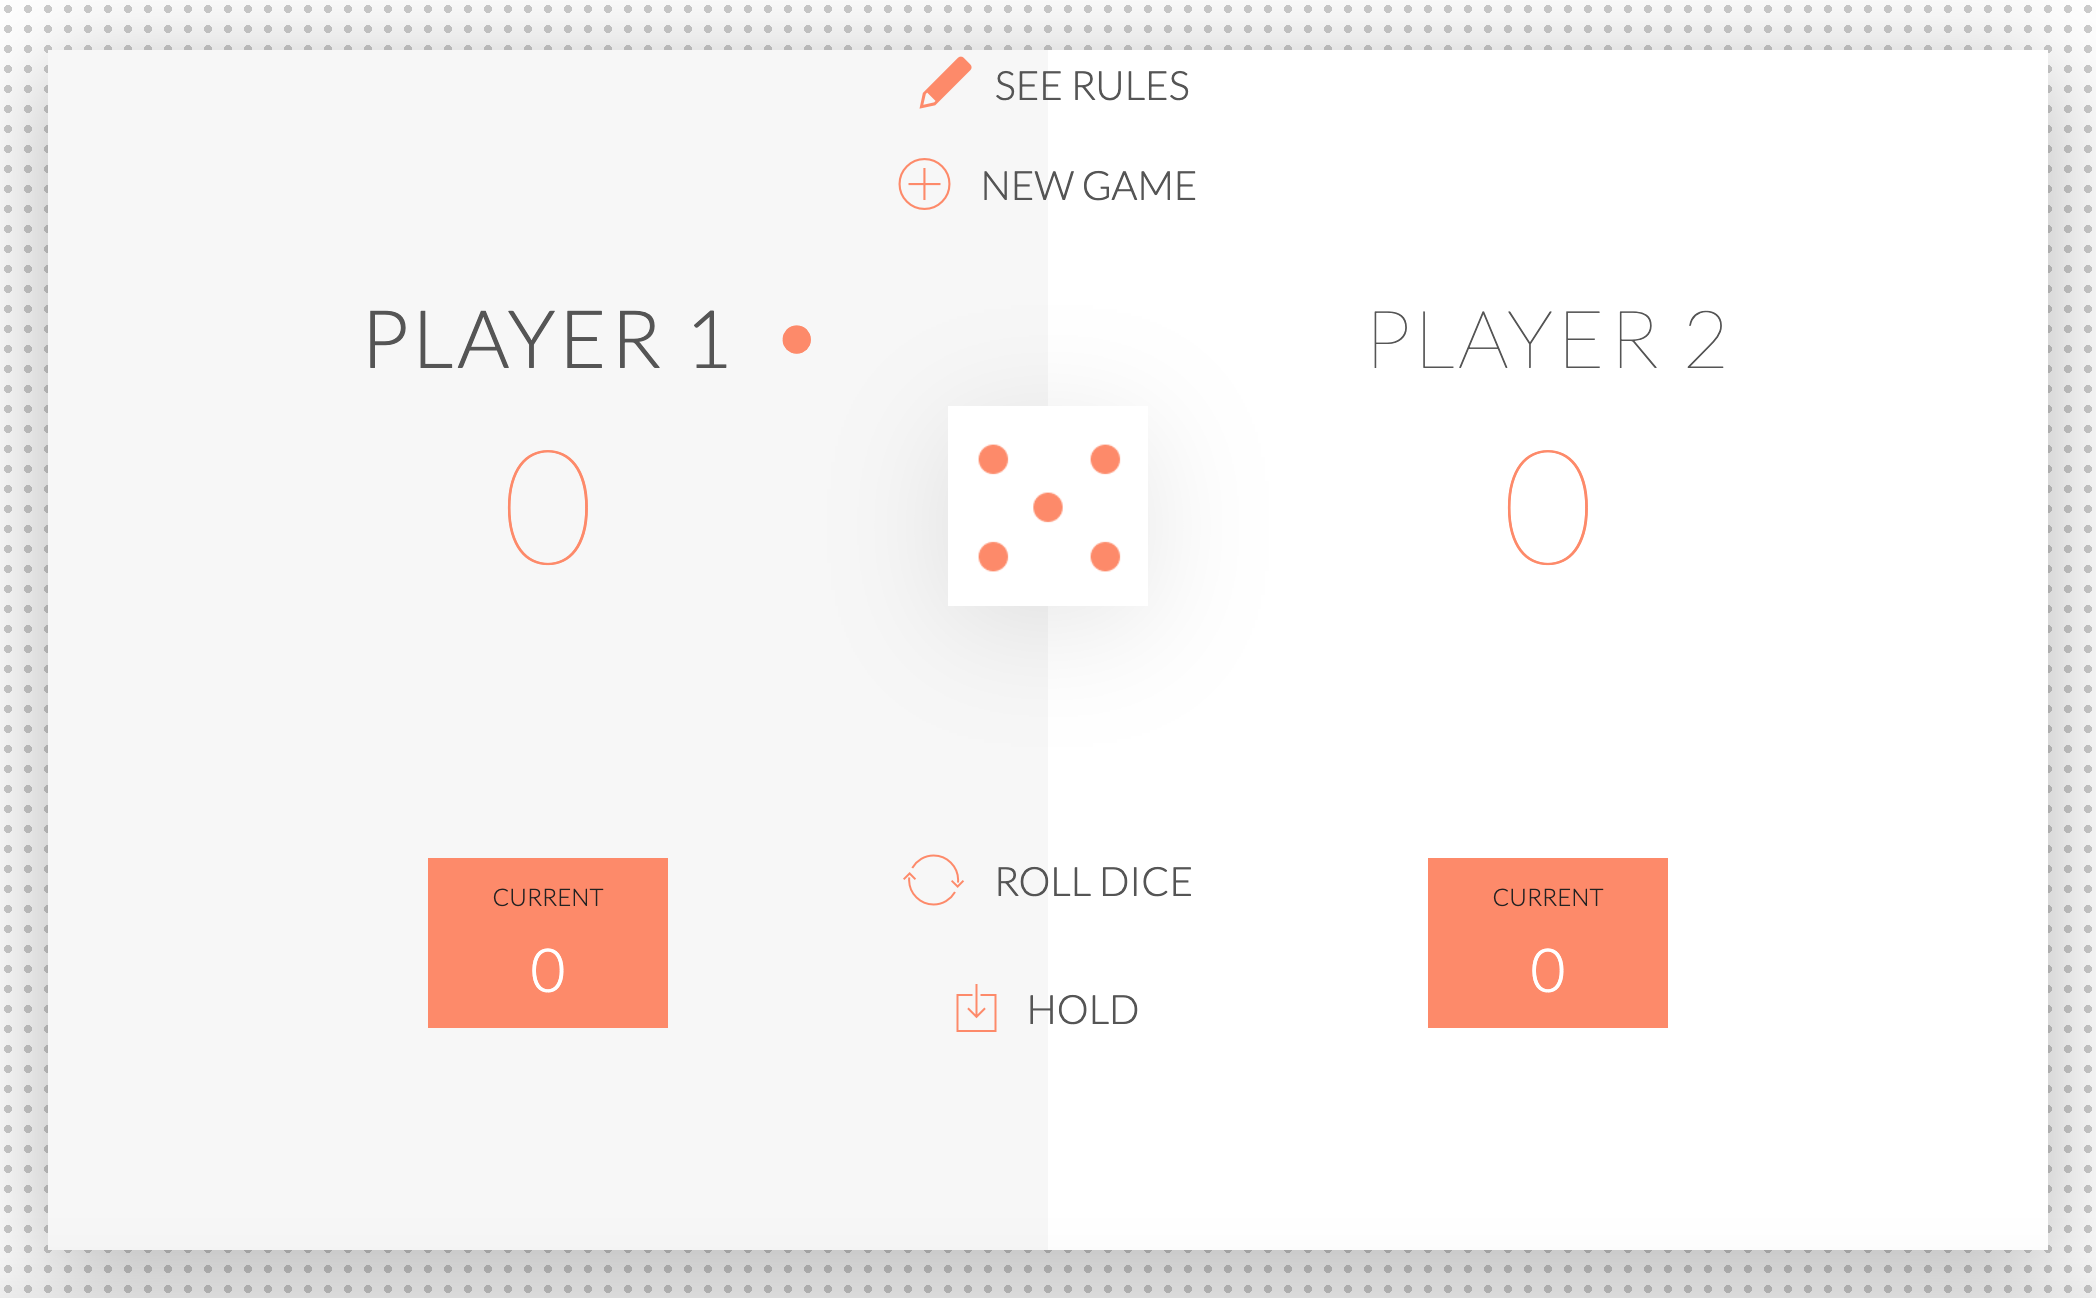 SEE RULES
NEW GAME
PLAYER 1
0
PLAYER 2
0
CURRENT
0
ROLL DICE
HOLD
CURRENT
0